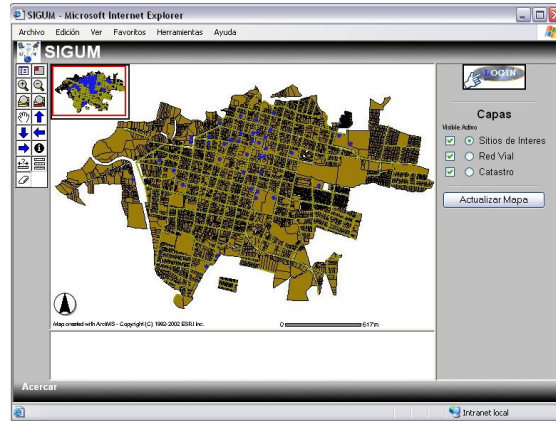 SIGUM - Microsoft Internet Explorer
Archivo Edición Ver Favoritos Herramientas Ayuda
SIGUM
LOGIN
Capas
Visible Activo
Sitios de Interes
Red Vial
Catastro
Actualizar Mapa
Map created with ArcIMS - Copyright (C) 1992-2002 ESRI Inc.
0 617m
Acercar
Intranet local